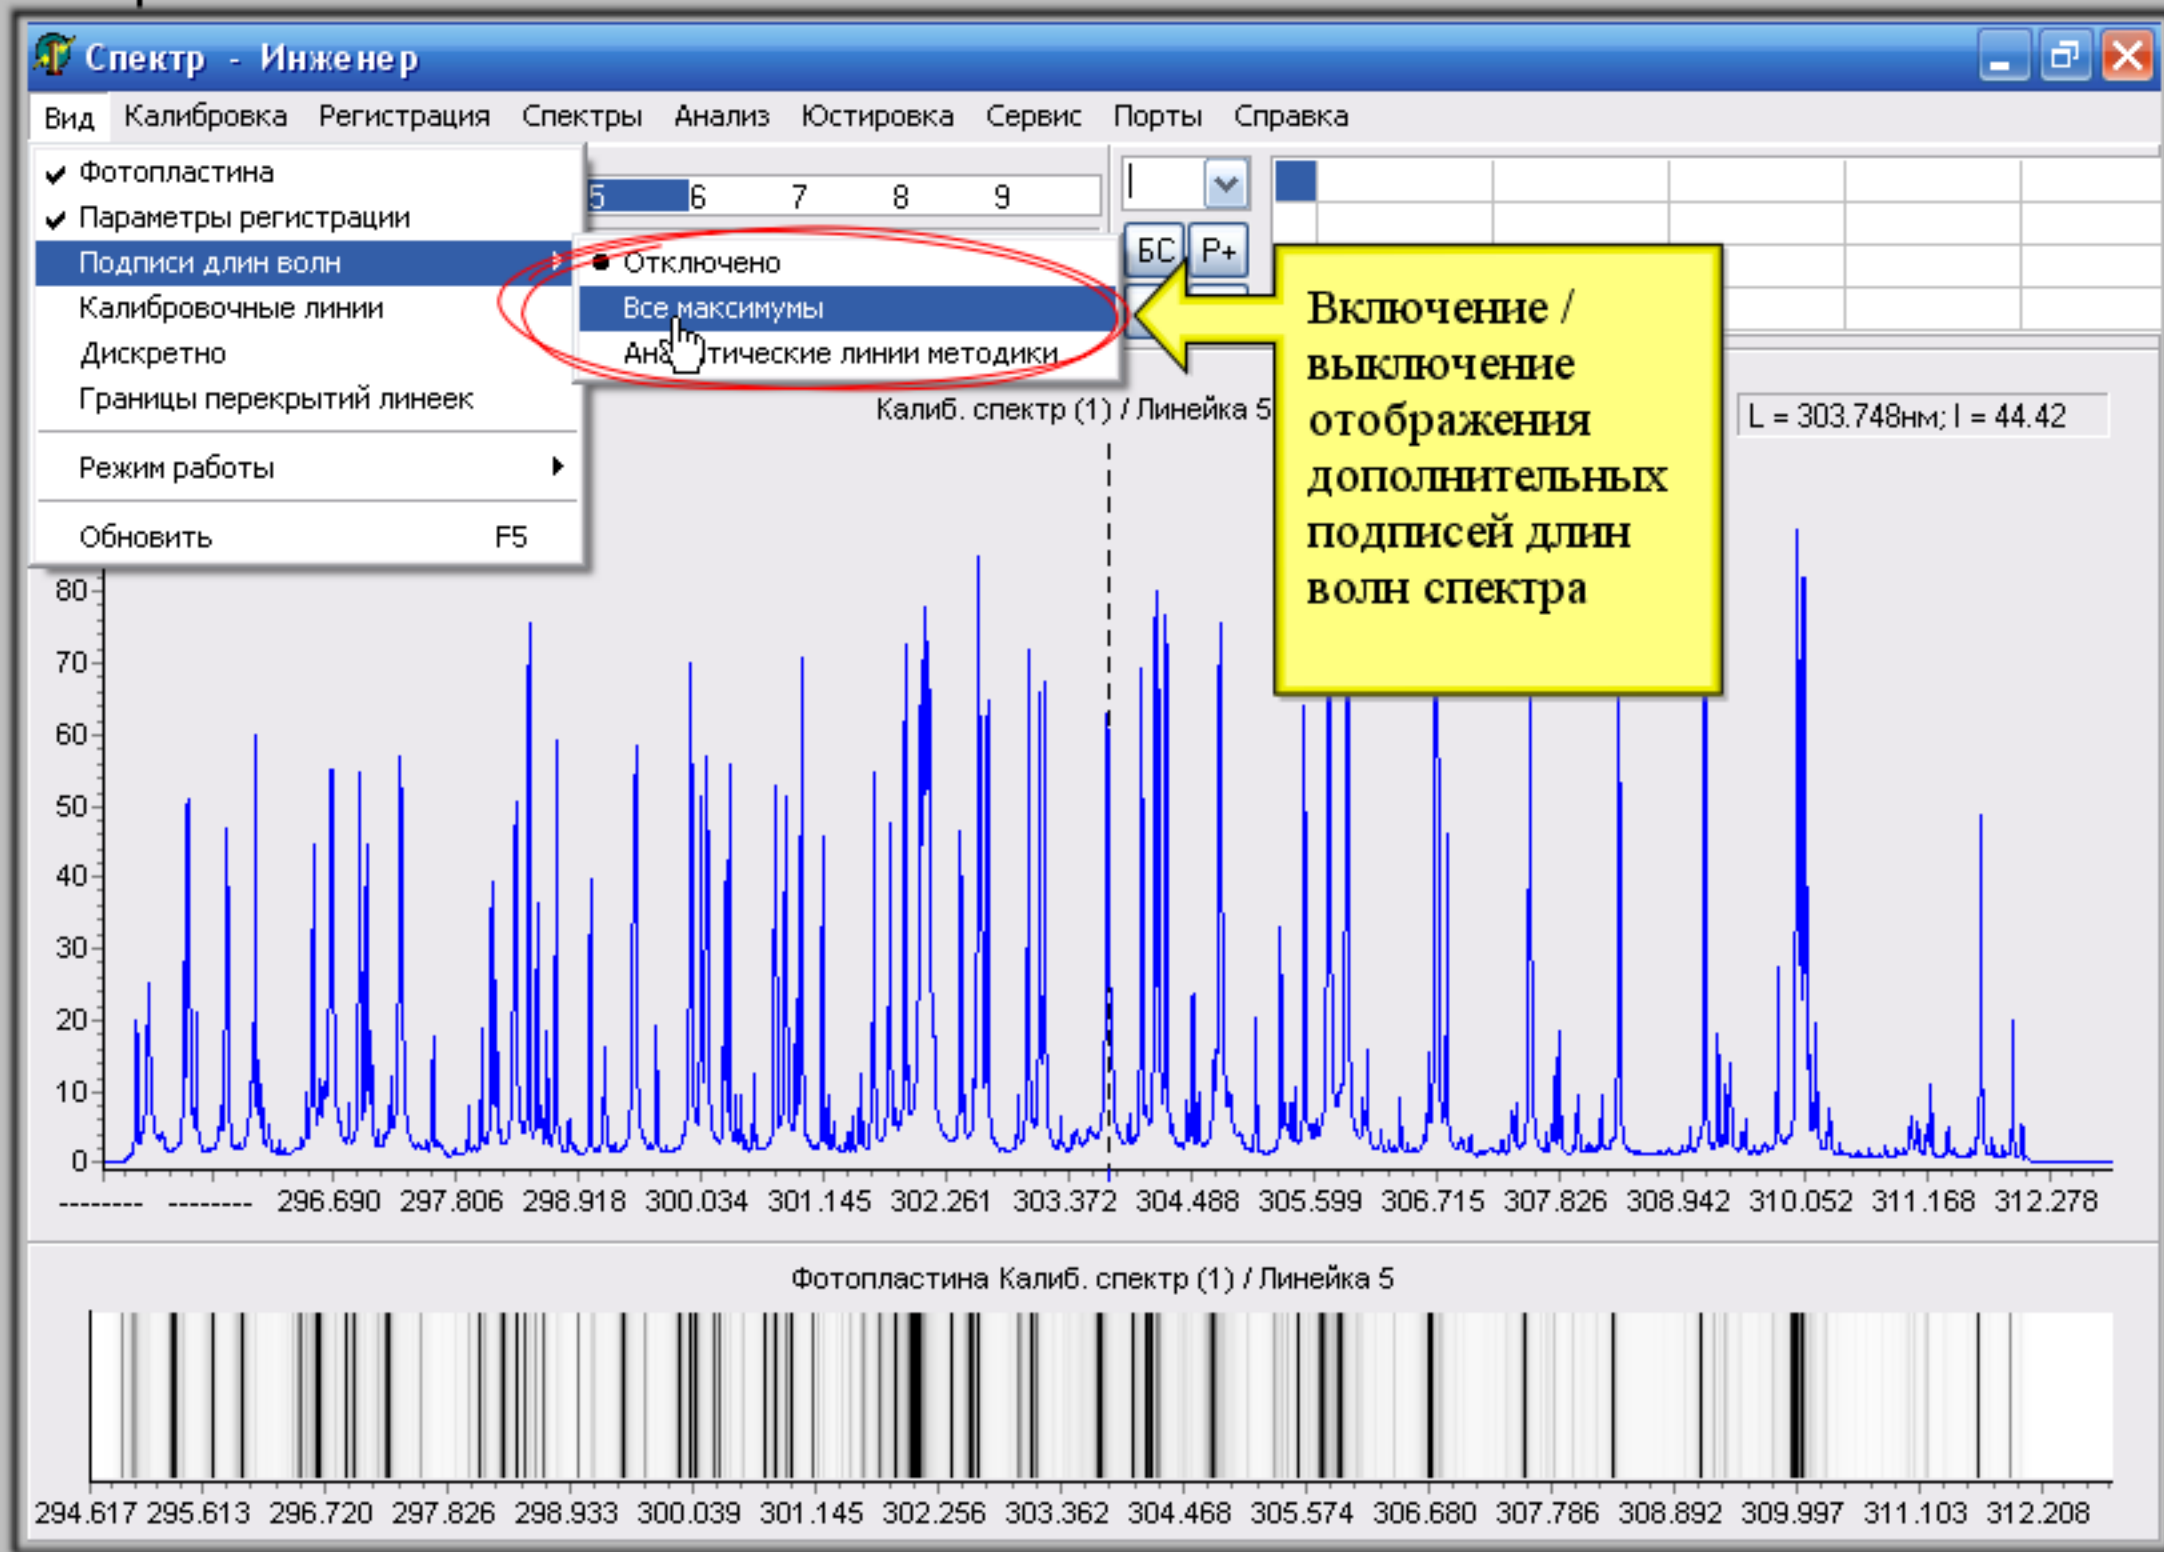 Спектр - Инженер
Вид Калибровка Регистрация Спектры Анализ Юстировка Сервис Порты Справка
Фотопластина
Параметры регистрации
Подписи длин волн
Калибровочные линии
Дискретно
Границы перекрытий линеек
Режим работы
Обновить F5
5 6 7 8 9
БС Р+
Отключено
Все максимумы
линии методики
Включение /
выключение
отображения
дополнительных
подписей длин
волн спектра
Калиб. спектр (1) / Линейка 5
L = 303.748нм; I = 44.42
80
70
60
50
40
30
20
10
0
-------- -------- 296.690 297.806 298.918 300.034 301.145 302.261 303.372 304.488 305.599 306.715 307.826 308.942 310.052 311.168 312.278
Фотопластина Калиб. спектр (1) / Линейка 5
294.617 295.613 296.720 297.826 298.933 300.039 301.145 302.256 303.362 304.468 305.574 306.680 307.786 308.892 309.997 311.103 312.208